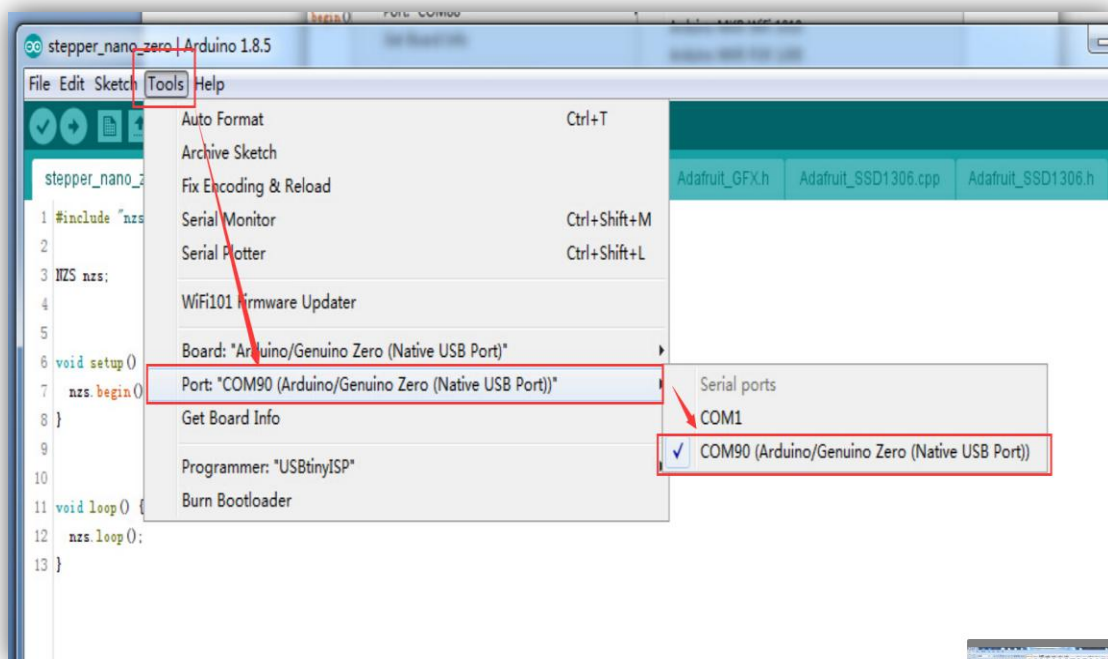 begin()
stepper_nano_zero | Arduino 1.8.5
File Edit Sketch Tools Help
Auto Format Ctrl+T
Archive Sketch
Fix Encoding & Reload
Serial Monitor Ctrl+Shift+M
Serial Plotter Ctrl+Shift+L
WiFi101 Firmware Updater
Board: "Arduino/Genuino Zero (Native USB Port)"
Port: "COM90 (Arduino/Genuino Zero (Native USB Port))"
Get Board Info
Programmer: "USBtinyISP"
Burn Bootloader
Serial ports
COM1
COM90 (Arduino/Genuino Zero (Native USB Port))
stepper_nano_z Adafruit_GFX.h Adafruit_SSD1306.cpp Adafruit_SSD1306.h
1 #include "nzs
2
3 NZS nzs;
4
5
6 void setup()
7 nzs.begin()
8 }
9
10
11 void loop() {
12 nzs.loop();
13 }